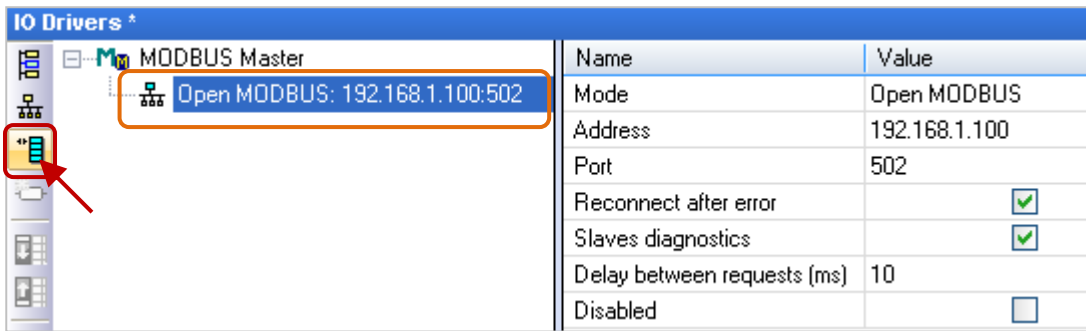 IO Drivers *
MODBUS Master
Open MODBUS: 192.168.1.100:502
Name Value
Mode Open MODBUS
Address 192.168.1.100
Port 502
Reconnect after error
Slaves diagnostics
Delay between requests (ms) 10
Disabled